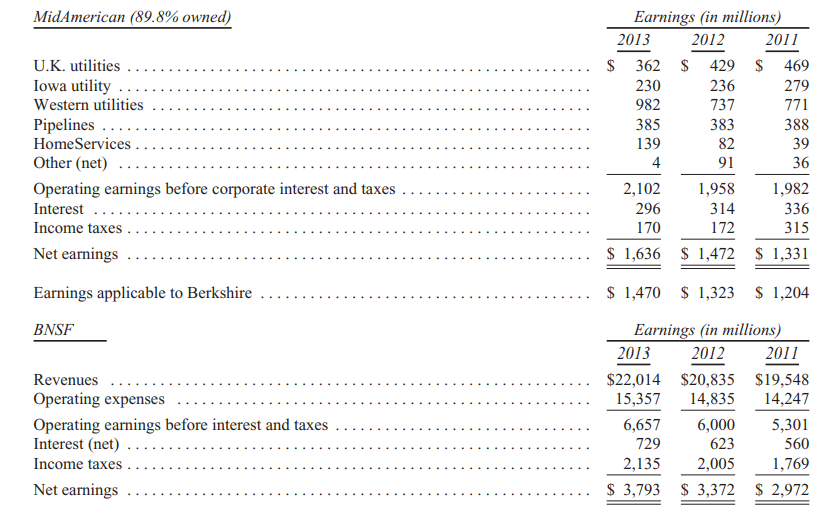 MidAmerican (89.8% owned) Earnings (in millions)
2013 2012 2011
U.K. utilities . . . . . . . . . . . . . . . . . . . . $ 362 $ 429 $ 469
Iowa utility . . . . . . . . . . . . . . . . . . . . 230 236 279
Western utilities . . . . . . . . . . . . . . . . . . . . 982 737 771
Pipelines . . . . . . . . . . . . . . . . . . . . 385 383 388
HomeServices . . . . . . . . . . . . . . . . . . . . 139 82 39
Other (net) . . . . . . . . . . . . . . . . . . . . 4 91 36
Operating earnings before corporate interest and taxes . . . . . . . . . . 2,102 1,958 1,982
Interest . . . . . . . . . . . . . . . . . . . . 296 314 336
Income taxes . . . . . . . . . . . . . . . . . . . . 170 172 315
Net earnings . . . . . . . . . . . . . . . . . . . . $ 1,636 $ 1,472 $ 1,331
Earnings applicable to Berkshire . . . . . . . . . . . . . . . $ 1,470 $ 1,323 $ 1,204
BNSF Earnings (in millions)
2013 2012 2011
Revenues . . . . . . . . . . . . . . . . . . . . $22,014 $20,835 $19,548
Operating expenses . . . . . . . . . . . . . . . . . . . . 15,357 14,835 14,247
Operating earnings before interest and taxes . . . . . . . . . . 6,657 6,000 5,301
Interest (net) . . . . . . . . . . . . . . . . . . . . 729 623 560
Income taxes . . . . . . . . . . . . . . . . . . . . 2,135 2,005 1,769
Net earnings . . . . . . . . . . . . . . . . . . . . $ 3,793 $ 3,372 $ 2,972